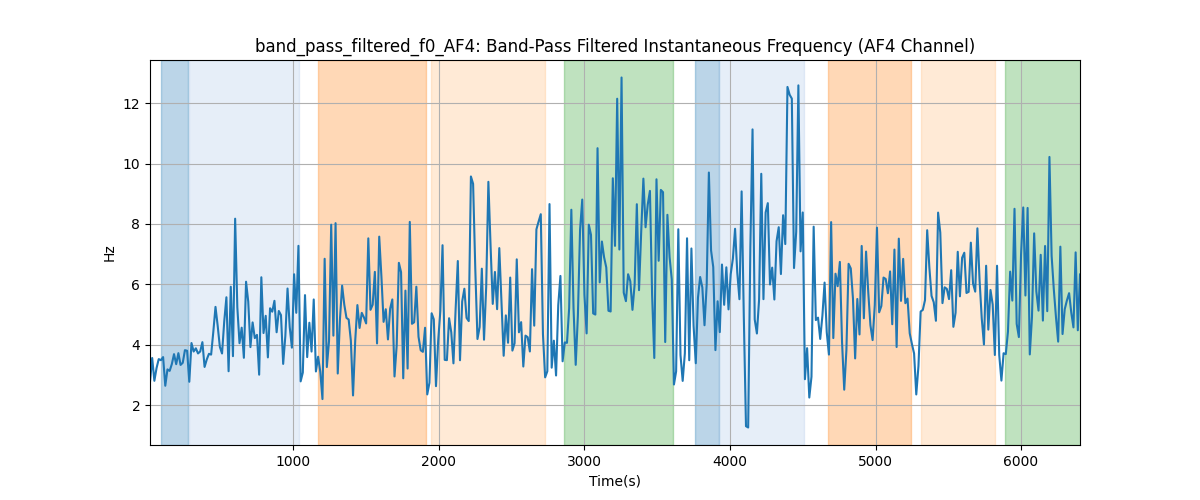 band_pass_filtered_f0_AF4: Band-Pass Filtered Instantaneous Frequency (AF4 Channel)
12
10
8
6
4
2
Hz
1000 2000 3000 4000 5000 6000
Time(s)